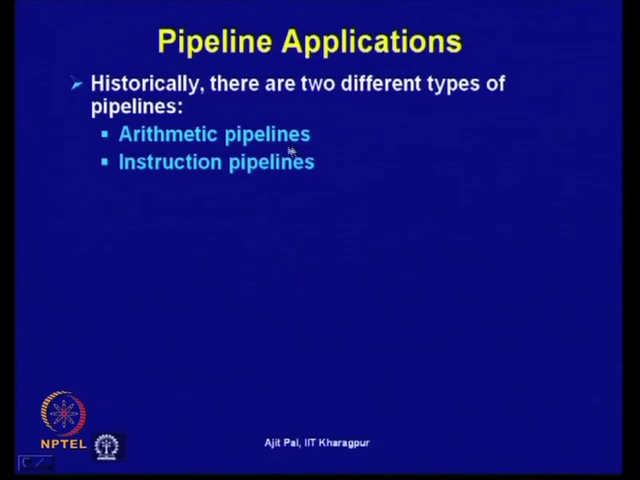 Pipeline Applications
Historically, there are two different types of
pipelines:
Arithmetic pipelines
Instruction pipelines
NPTEL
Ajit Pal, IIT Kharagpur